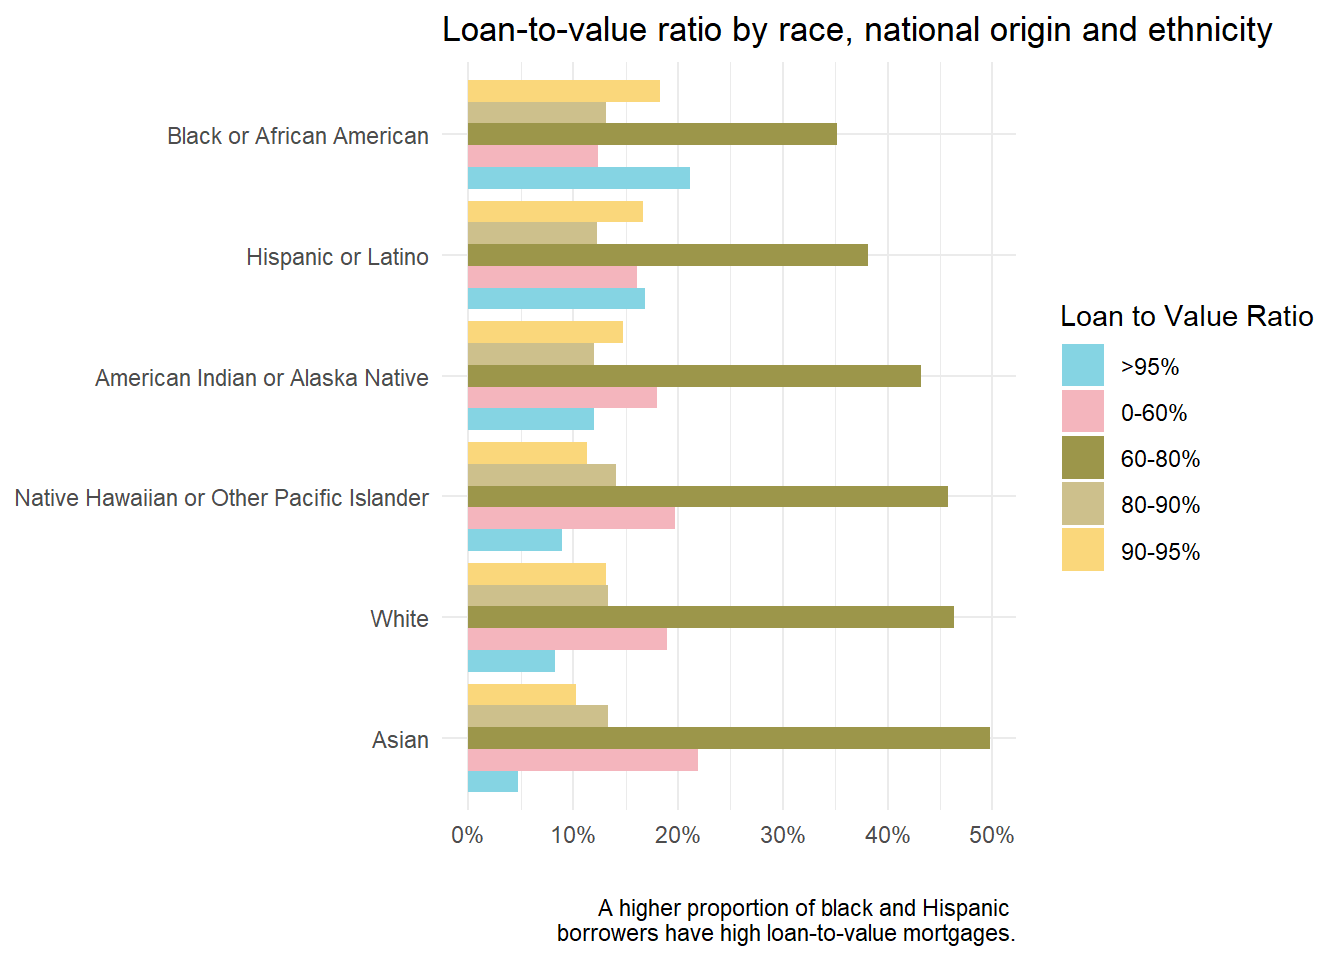 Loan-to-value ratio by race, national origin and ethnicity
Black or African American
Hispanic or Latino
American Indian or Alaska Native
Native Hawaiian or Other Pacific Islander
White
Asian
0%
10%
20%
30%
40%
50%
Loan to Value Ratio
>95%
0-60%
60-80%
80-90%
90-95%
A higher proportion of black and Hispanic
borrowers have high loan-to-value mortgages.